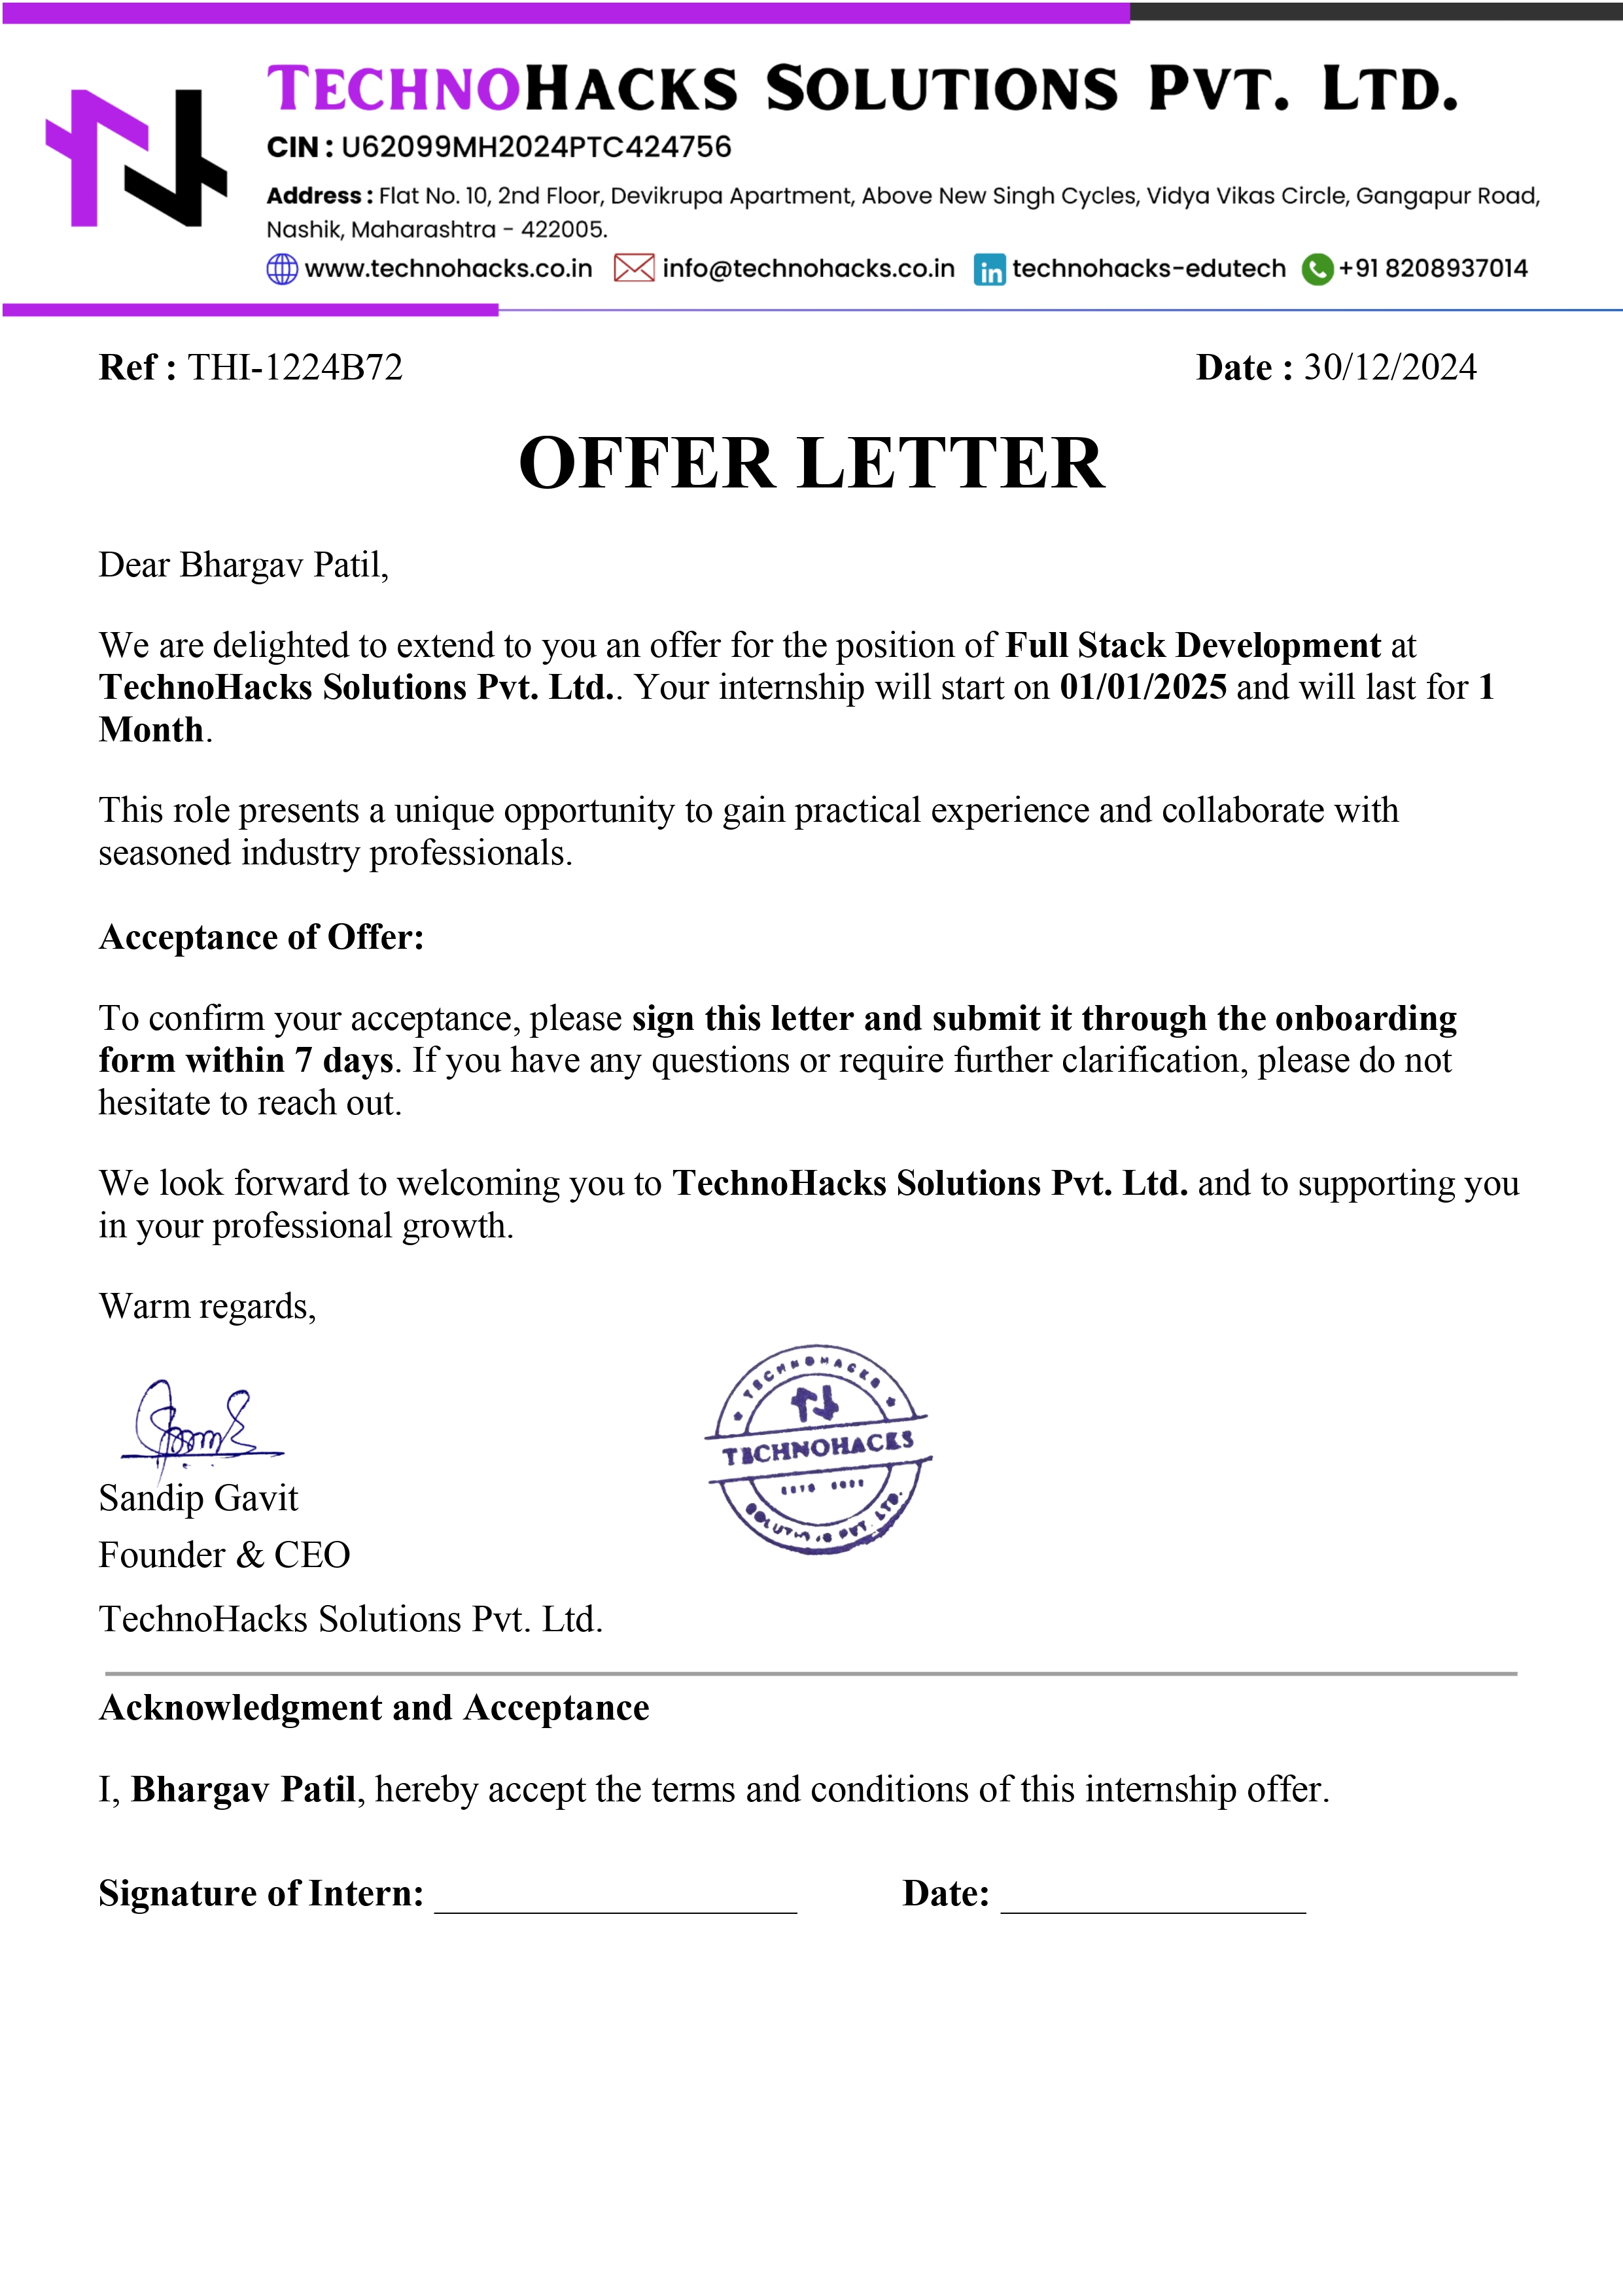 TECHNOHACKS SOLUTIONS PVT. LTD.
CIN : U62099MH2024PTC424756
Address : Flat No. 10, 2nd Floor, Devikrupa Apartment, Above New Singh Cycles, Vidya Vikas Circle, Gangapur Road,
Nashik, Maharashtra - 422005.
www.technohacks.co.in info@technohacks.co.in technohacks-edutech +91 8208937014
Ref : THI-1224B72 Date : 30/12/2024
OFFER LETTER
Dear Bhargav Patil,
We are delighted to extend to you an offer for the position of Full Stack Development at
TechnoHacks Solutions Pvt. Ltd.. Your internship will start on 01/01/2025 and will last for 1
Month.
This role presents a unique opportunity to gain practical experience and collaborate with
seasoned industry professionals.
Acceptance of Offer:
To confirm your acceptance, please sign this letter and submit it through the onboarding
form within 7 days. If you have any questions or require further clarification, please do not
hesitate to reach out.
We look forward to welcoming you to TechnoHacks Solutions Pvt. Ltd. and to supporting you
in your professional growth.
Warm regards,
TECHNOHACKS
TECHNOHACKS
SOLUTIONS PVT. LTD.
Sandip Gavit
Founder & CEO
TechnoHacks Solutions Pvt. Ltd.
Acknowledgment and Acceptance
I, Bhargav Patil, hereby accept the terms and conditions of this internship offer.
Signature of Intern: Date: